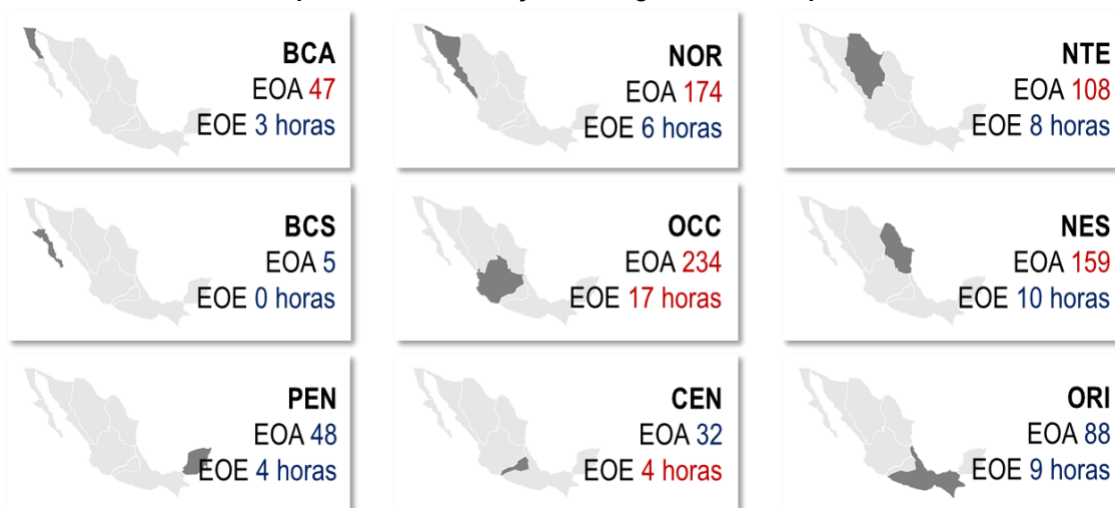 BCA
EOA 47
EOE 3 horas
NOR
EOA 174
EOE 6 horas
NTE
EOA 108
EOE 8 horas
BCS
EOA 5
EOE 0 horas
OCC
EOA 234
EOE 17 horas
NES
EOA 159
EOE 10 horas
PEN
EOA 48
EOE 4 horas
CEN
EOA 32
EOE 4 horas
ORI
EOA 88
EOE 9 horas